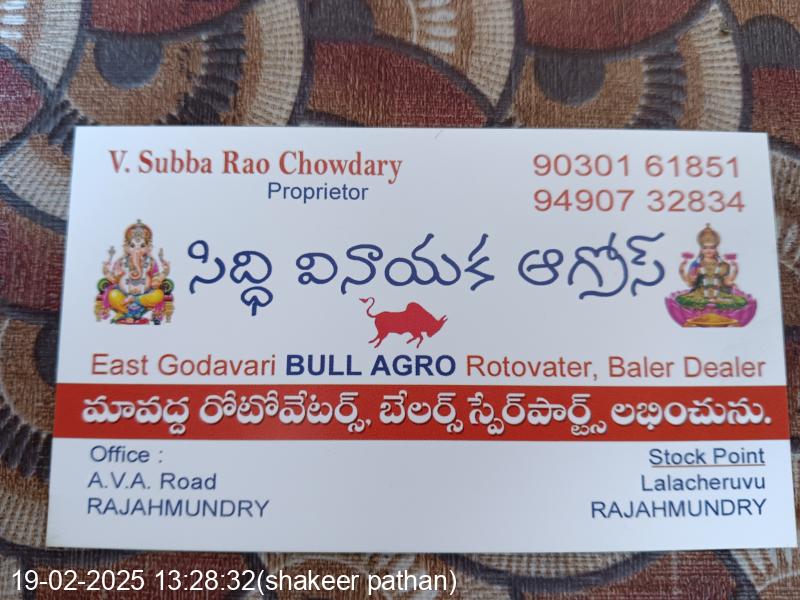 V. Subba Rao Chowdary
Proprietor
90301 61851
94907 32834
సిద్ధి వినాయక ఆగ్రోస్
East Godavari BULL AGRO Rotovater, Baler Dealer
మావద్ద రోటోవేటర్స్, బేలర్స్ స్పేర్‌పార్ట్స్ లభించును.
Office :
A.V.A. Road
RAJAHMUNDRY
Stock Point
Lalacheruvu
RAJAHMUNDRY
19-02-2025 13:28:32(shakeer pathan)